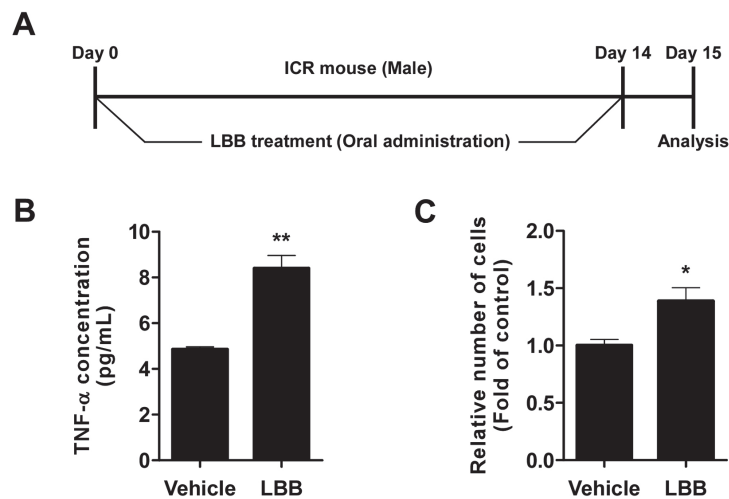 A
Day 0
ICR mouse (Male)
Day 14
Day 15
LBB treatment (Oral administration)
Analysis
B
TNF-α concentration
(pg/mL)
10
8
6
4
2
0
**
Vehicle
LBB
C
Relative number of cells
(Fold of control)
2.0
1.5
1.0
0.5
0.0
*
Vehicle
LBB